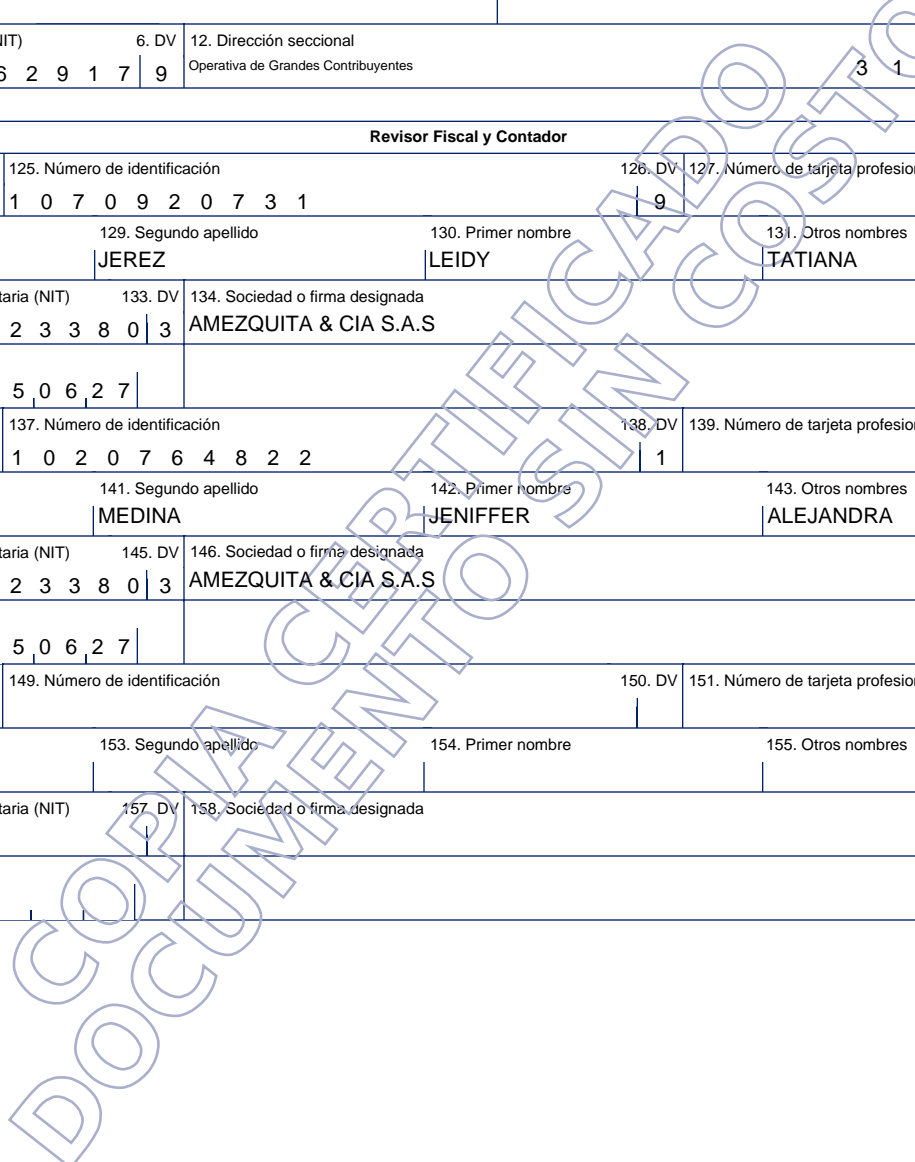 NIT) 6. DV 12. Dirección seccional
6 2 9 1 7 9 Operativa de Grandes Contribuyentes 3 1
Revisor Fiscal y Contador
125. Número de identificación 126. DV 127. Número de tarjeta profesion
1 0 7 0 9 2 0 7 3 1 9
129. Segundo apellido 130. Primer nombre 131. Otros nombres
JEREZ LEIDY TATIANA
taria (NIT) 133. DV 134. Sociedad o firma designada
2 3 3 8 0 3 AMEZQUITA & CIA S.A.S
5 0 6 2 7
137. Número de identificación 138. DV 139. Número de tarjeta profesion
1 0 2 0 7 6 4 8 2 2 1
141. Segundo apellido 142. Primer nombre 143. Otros nombres
MEDINA JENIFFER ALEJANDRA
taria (NIT) 145. DV 146. Sociedad o firma designada
2 3 3 8 0 3 AMEZQUITA & CIA S.A.S
5 0 6 2 7
149. Número de identificación 150. DV 151. Número de tarjeta profesion
153. Segundo apellido 154. Primer nombre 155. Otros nombres
taria (NIT) 157. DV 158. Sociedad o firma designada
COPIA CERTIFICADO
DOCUMENTO SIN COSTO